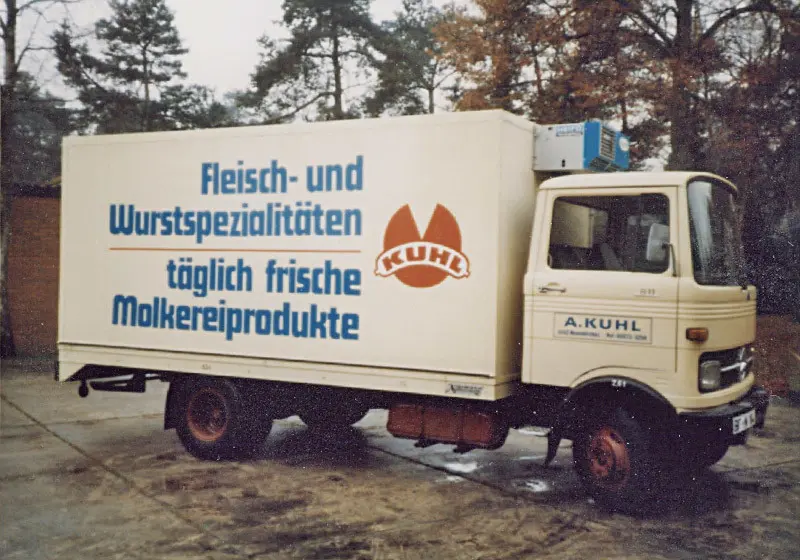 Fleisch- und
Wurstspezialitäten
täglich frische
Molkereiprodukte
KUHL
A.KUHL